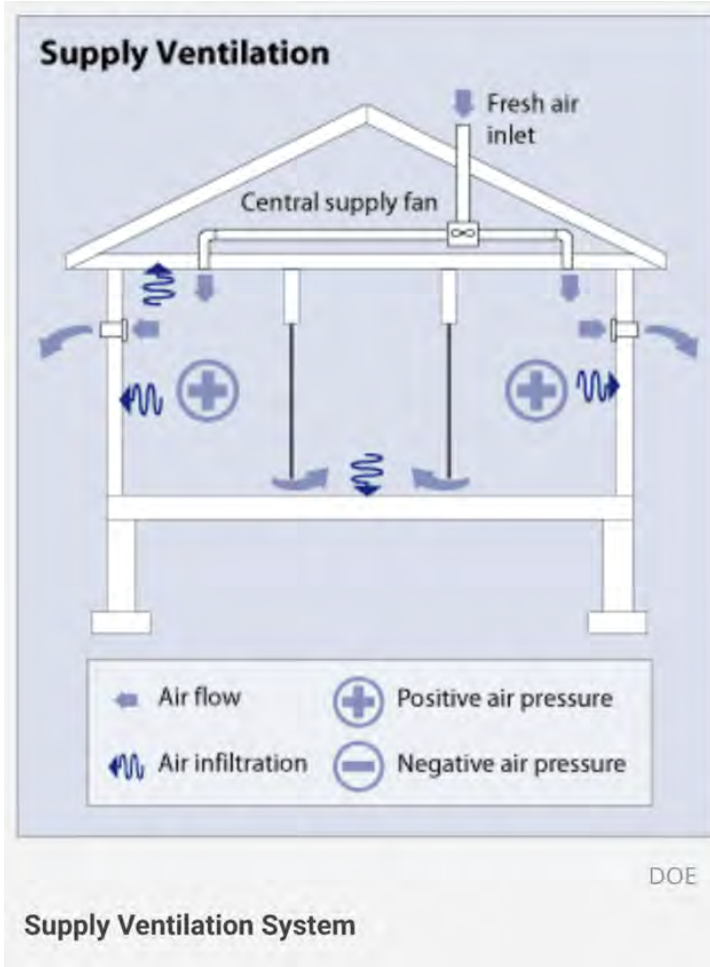 Supply Ventilation
Fresh air
inlet
Central supply fan
Air flow
Positive air pressure
Air infiltration
Negative air pressure
DOE
Supply Ventilation System